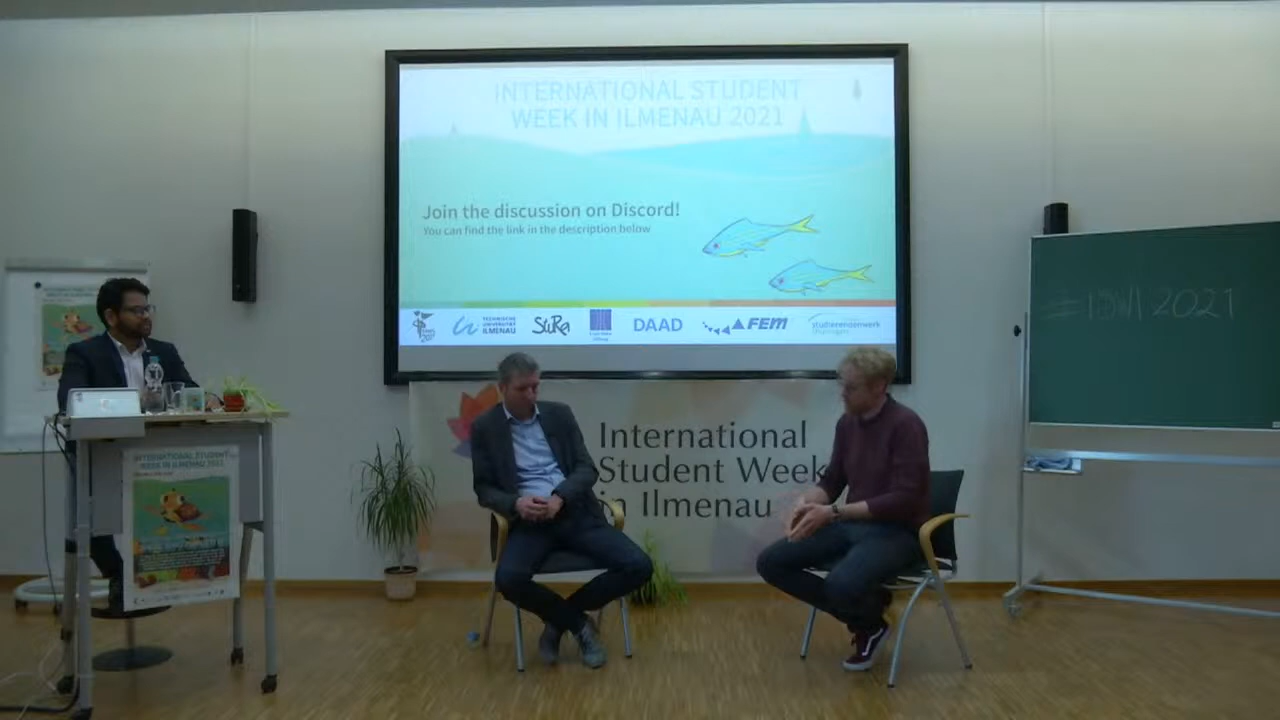 INTERNATIONAL STUDENT
WEEK IN ILMENAU 2021
Join the discussion on Discord!
You can find the link in the description below
TECHNISCHE
UNIVERSITÄT
ILMENAU
StuRa
DAAD
FEM
studierendenwerk
thüringen
International
Student Week
in Ilmenau
INTERNATIONAL STUDENT
WEEK IN ILMENAU 2021
2021